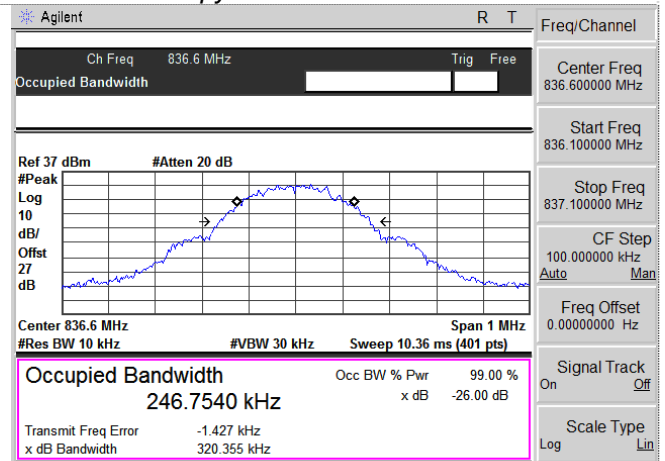 Agilent R T
Freq/Channel
Ch Freq 836.6 MHz Trig Free
Occupied Bandwidth
Center Freq
836.600000 MHz
Start Freq
836.100000 MHz
Stop Freq
837.100000 MHz
CF Step
100.000000 kHz
Auto Man
Freq Offset
0.00000000 Hz
Signal Track
On Off
Scale Type
Log Lin
Ref 37 dBm #Atten 20 dB
#Peak
Log
10
dB/
Offst
27
dB
Center 836.6 MHz Span 1 MHz
#Res BW 10 kHz #VBW 30 kHz Sweep 10.36 ms (401 pts)
Occupied Bandwidth Occ BW % Pwr 99.00 %
246.7540 kHz x dB -26.00 dB
Transmit Freq Error -1.427 kHz
x dB Bandwidth 320.355 kHz